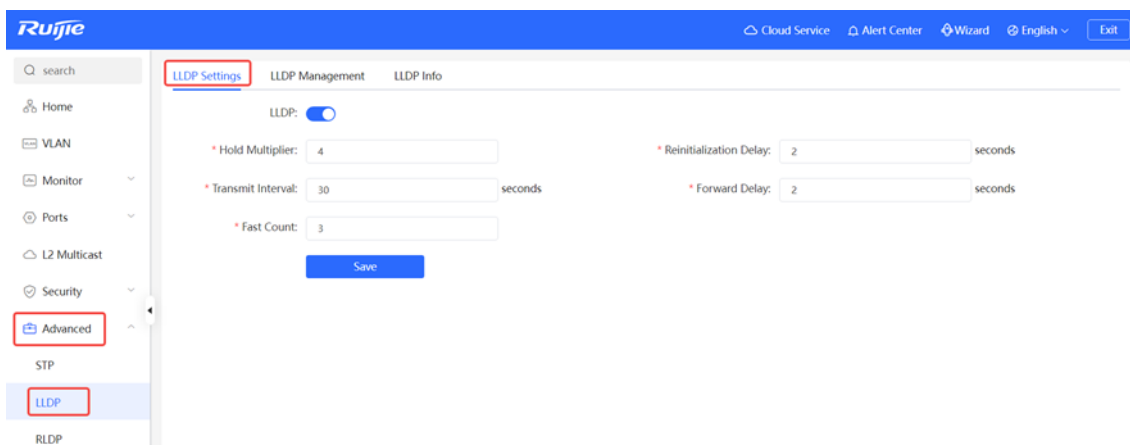 Ruijie
Cloud Service Alert Center Wizard English Exit
search
Home
VLAN
Monitor
Ports
L2 Multicast
Security
Advanced
STP
LLDP
RLDP
LLDP Settings LLDP Management LLDP Info
LLDP:
* Hold Multiplier: 4 * Reinitialization Delay: 2 seconds
* Transmit Interval: 30 seconds * Forward Delay: 2 seconds
* Fast Count: 3
Save